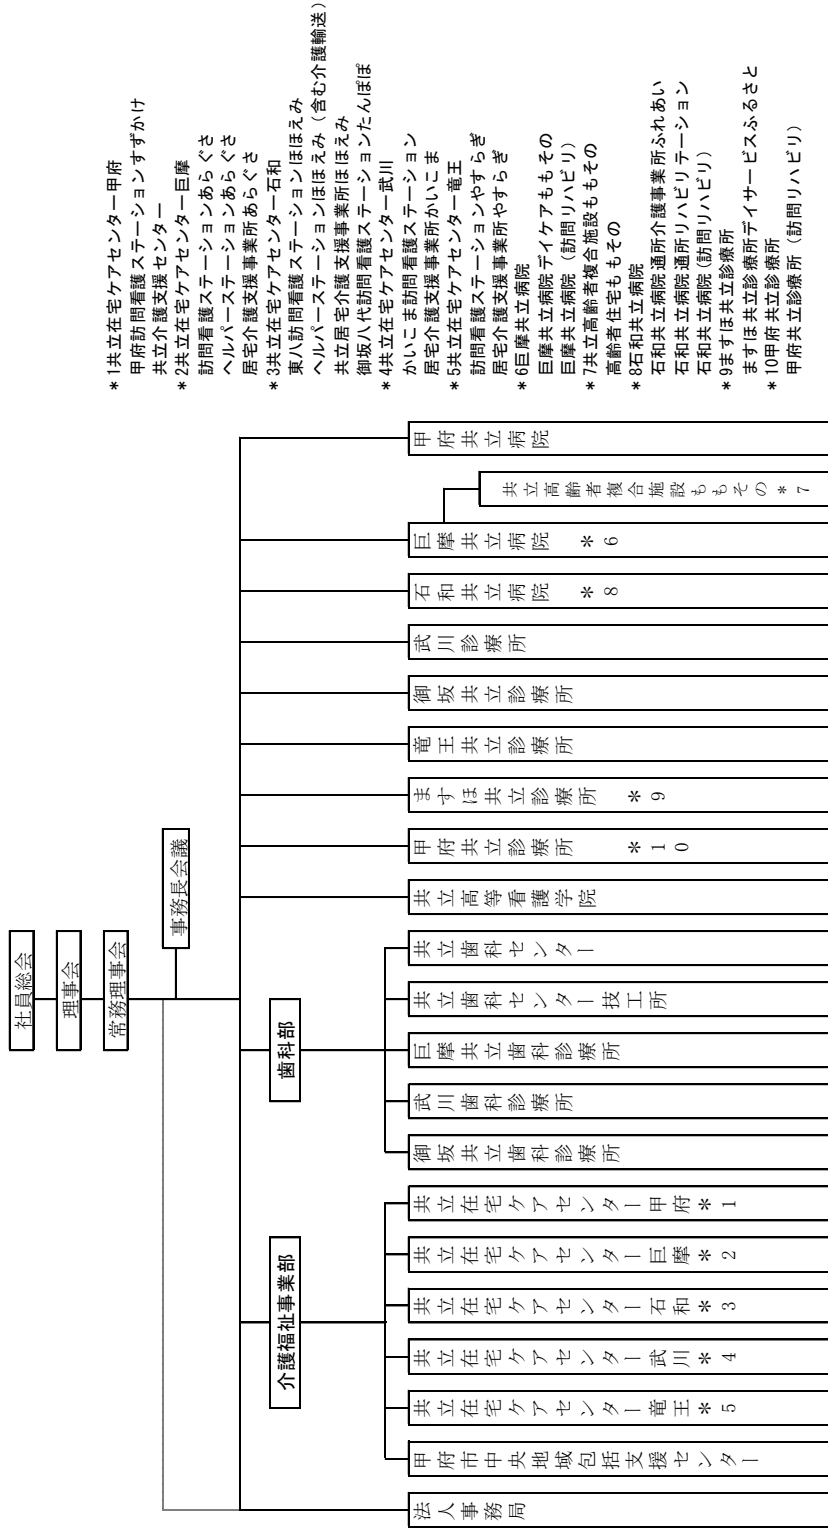 社員総会
理事会
常務理事会
事務長会議
介護福祉事業部
歯科部
法人事務局
甲府市中央地域包括支援センター
共立在宅ケアセンター竜王*5
共立在宅ケアセンター武川*4
共立在宅ケアセンター石和*3
共立在宅ケアセンター巨摩*2
共立在宅ケアセンター甲府*1
御坂共立歯科診療所
武川歯科診療所
巨摩共立歯科診療所
共立歯科センター技工所
共立歯科センター
共立高等看護学院
甲府共立診療所 *10
ますほ共立診療所 *9
竜王共立診療所
御坂共立診療所
武川診療所
石和共立病院 *8
巨摩共立病院 *6
共立高齢者複合施設ももその*7
甲府共立病院
*1共立在宅ケアセンター甲府
甲府訪問看護ステーションすずかけ
共立介護支援センター
*2共立在宅ケアセンター巨摩
訪問看護ステーションあらぐさ
ヘルパーステーションあらぐさ
居宅介護支援事業所あらぐさ
*3共立在宅ケアセンター石和
東八訪問看護ステーションほほえみ
ヘルパーステーションほほえみ（含む介護輸送）
共立居宅介護支援事業所ほほえみ
御坂八代訪問看護ステーションたんぽぽ
*4共立在宅ケアセンター武川
かいこま訪問看護ステーション
居宅介護支援事業所かいこま
*5共立在宅ケアセンター竜王
訪問看護ステーションやすらぎ
居宅介護支援事業所やすらぎ
*6巨摩共立病院
巨摩共立病院デイケアももその
巨摩共立病院（訪問リハビリ）
*7共立高齢者複合施設ももその
高齢者住宅ももその
*8石和共立病院
石和共立病院通所介護事業所ふれあい
石和共立病院通所リハビリテーション
石和共立病院(訪問リハビリ)
*9ますほ共立診療所
ますほ共立診療所デイサービスふるさと
*10甲府共立診療所
甲府共立診療所（訪問リハビリ）